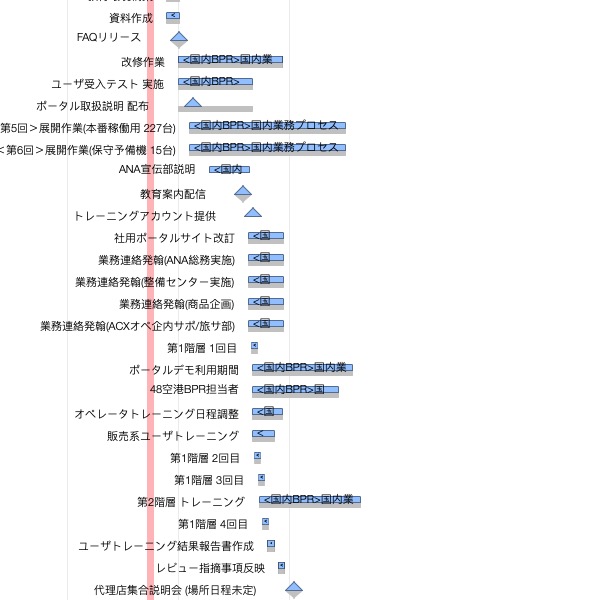 資料作成 <
FAQリリース
改修作業 <国内BPR>国内業
ユーザ受入テスト 実施 <国内BPR>
ポータル取扱説明 配布
第5回＞展開作業(本番稼働用 227台) <国内BPR>国内業務プロセス
＜第6回＞展開作業(保守予備機 15台) <国内BPR>国内業務プロセス
ANA宣伝部説明 <国内
教育案内配信
トレーニングアカウント提供
社用ポータルサイト改訂 <国
業務連絡発翰(ANA総務実施) <国
業務連絡発翰(整備センター実施) <国
業務連絡発翰(商品企画) <国
業務連絡発翰(ACXオペ企内サポ/旅サ部) <国
第1階層 1回目 <
ポータルデモ利用期間 <国内BPR>国内業
48空港BPR担当者 <国内BPR>国
オペレータトレーニング日程調整 <国
販売系ユーザトレーニング <
第1階層 2回目 <
第1階層 3回目 <
第2階層 トレーニング <国内BPR>国内業
第1階層 4回目 <
ユーザトレーニング結果報告書作成 <
レビュー指摘事項反映 <
代理店集合説明会 (場所日程未定)